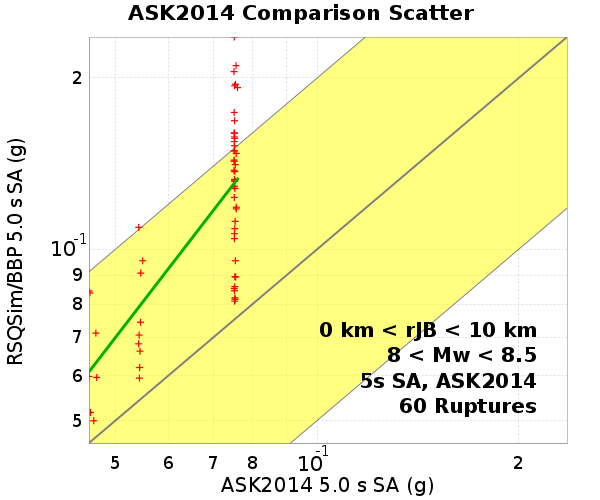 ASK2014 Comparison Scatter
RSQSim/BBP 5.0 s SA (g)
2
10-1
9
8
7
6
5
0 km < rJB < 10 km
8 < Mw < 8.5
5s SA, ASK2014
60 Ruptures
5 6 7 8 10-1 2
ASK2014 5.0 s SA (g)